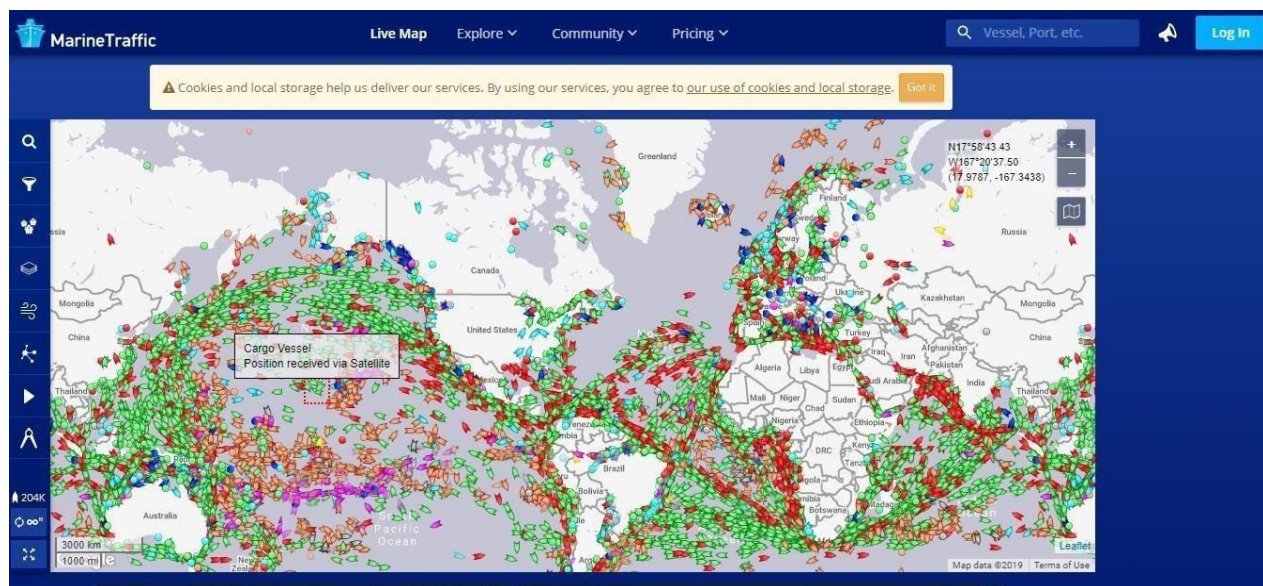 MarineTraffic
Live Map
Explore
Community
Pricing
Vessel, Port, etc.
Log In
Cookies and local storage help us deliver our services. By using our services, you agree to our use of cookies and local storage.
Got it
N17°58'43.43
W167°20'37.50
(17.9787, -167.3438)
+
−
Greenland
Finland
Russia
Canada
Poland
Kazakhstan
Mongolia
Mongolia
China
United States
Spain
Turkey
China
Cargo Vessel
Position received via Satellite
Iraq
Iran
Afghanistan
Pakistan
Algeria
Libya
India
Thailand
Mali
Niger
Chad
Sudan
Thailand
Nigeria
Ethiopia
DRC
Brazil
Bolivia
Botswana
204K
Australia
Pacific
Ocean
3000 km
1000 mi
Leaflet
Map data ©2019
Terms of Use